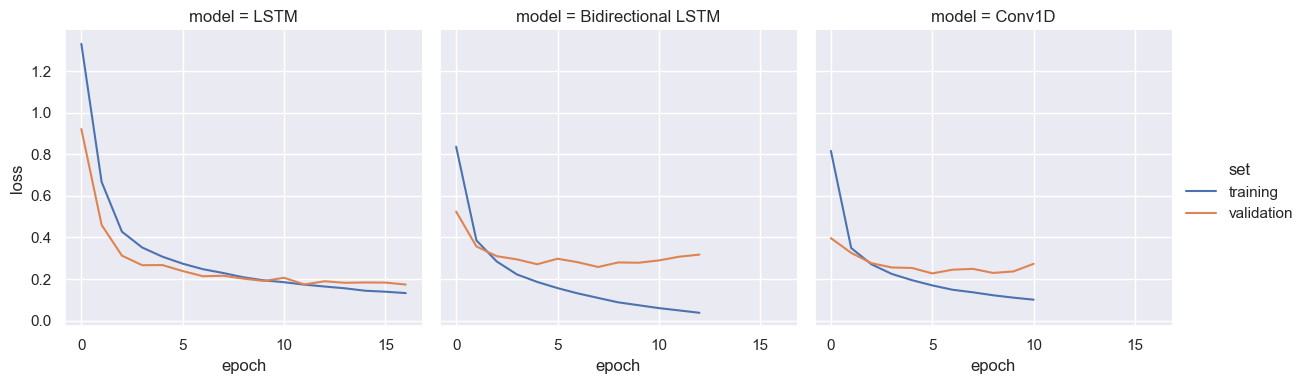 model = LSTM
model = Bidirectional LSTM
model = Conv1D
1.2
1.0
0.8
0.6
0.4
0.2
0.0
loss
0 5 10 15
0 5 10 15
0 5 10 15
epoch
epoch
epoch
set
training
validation